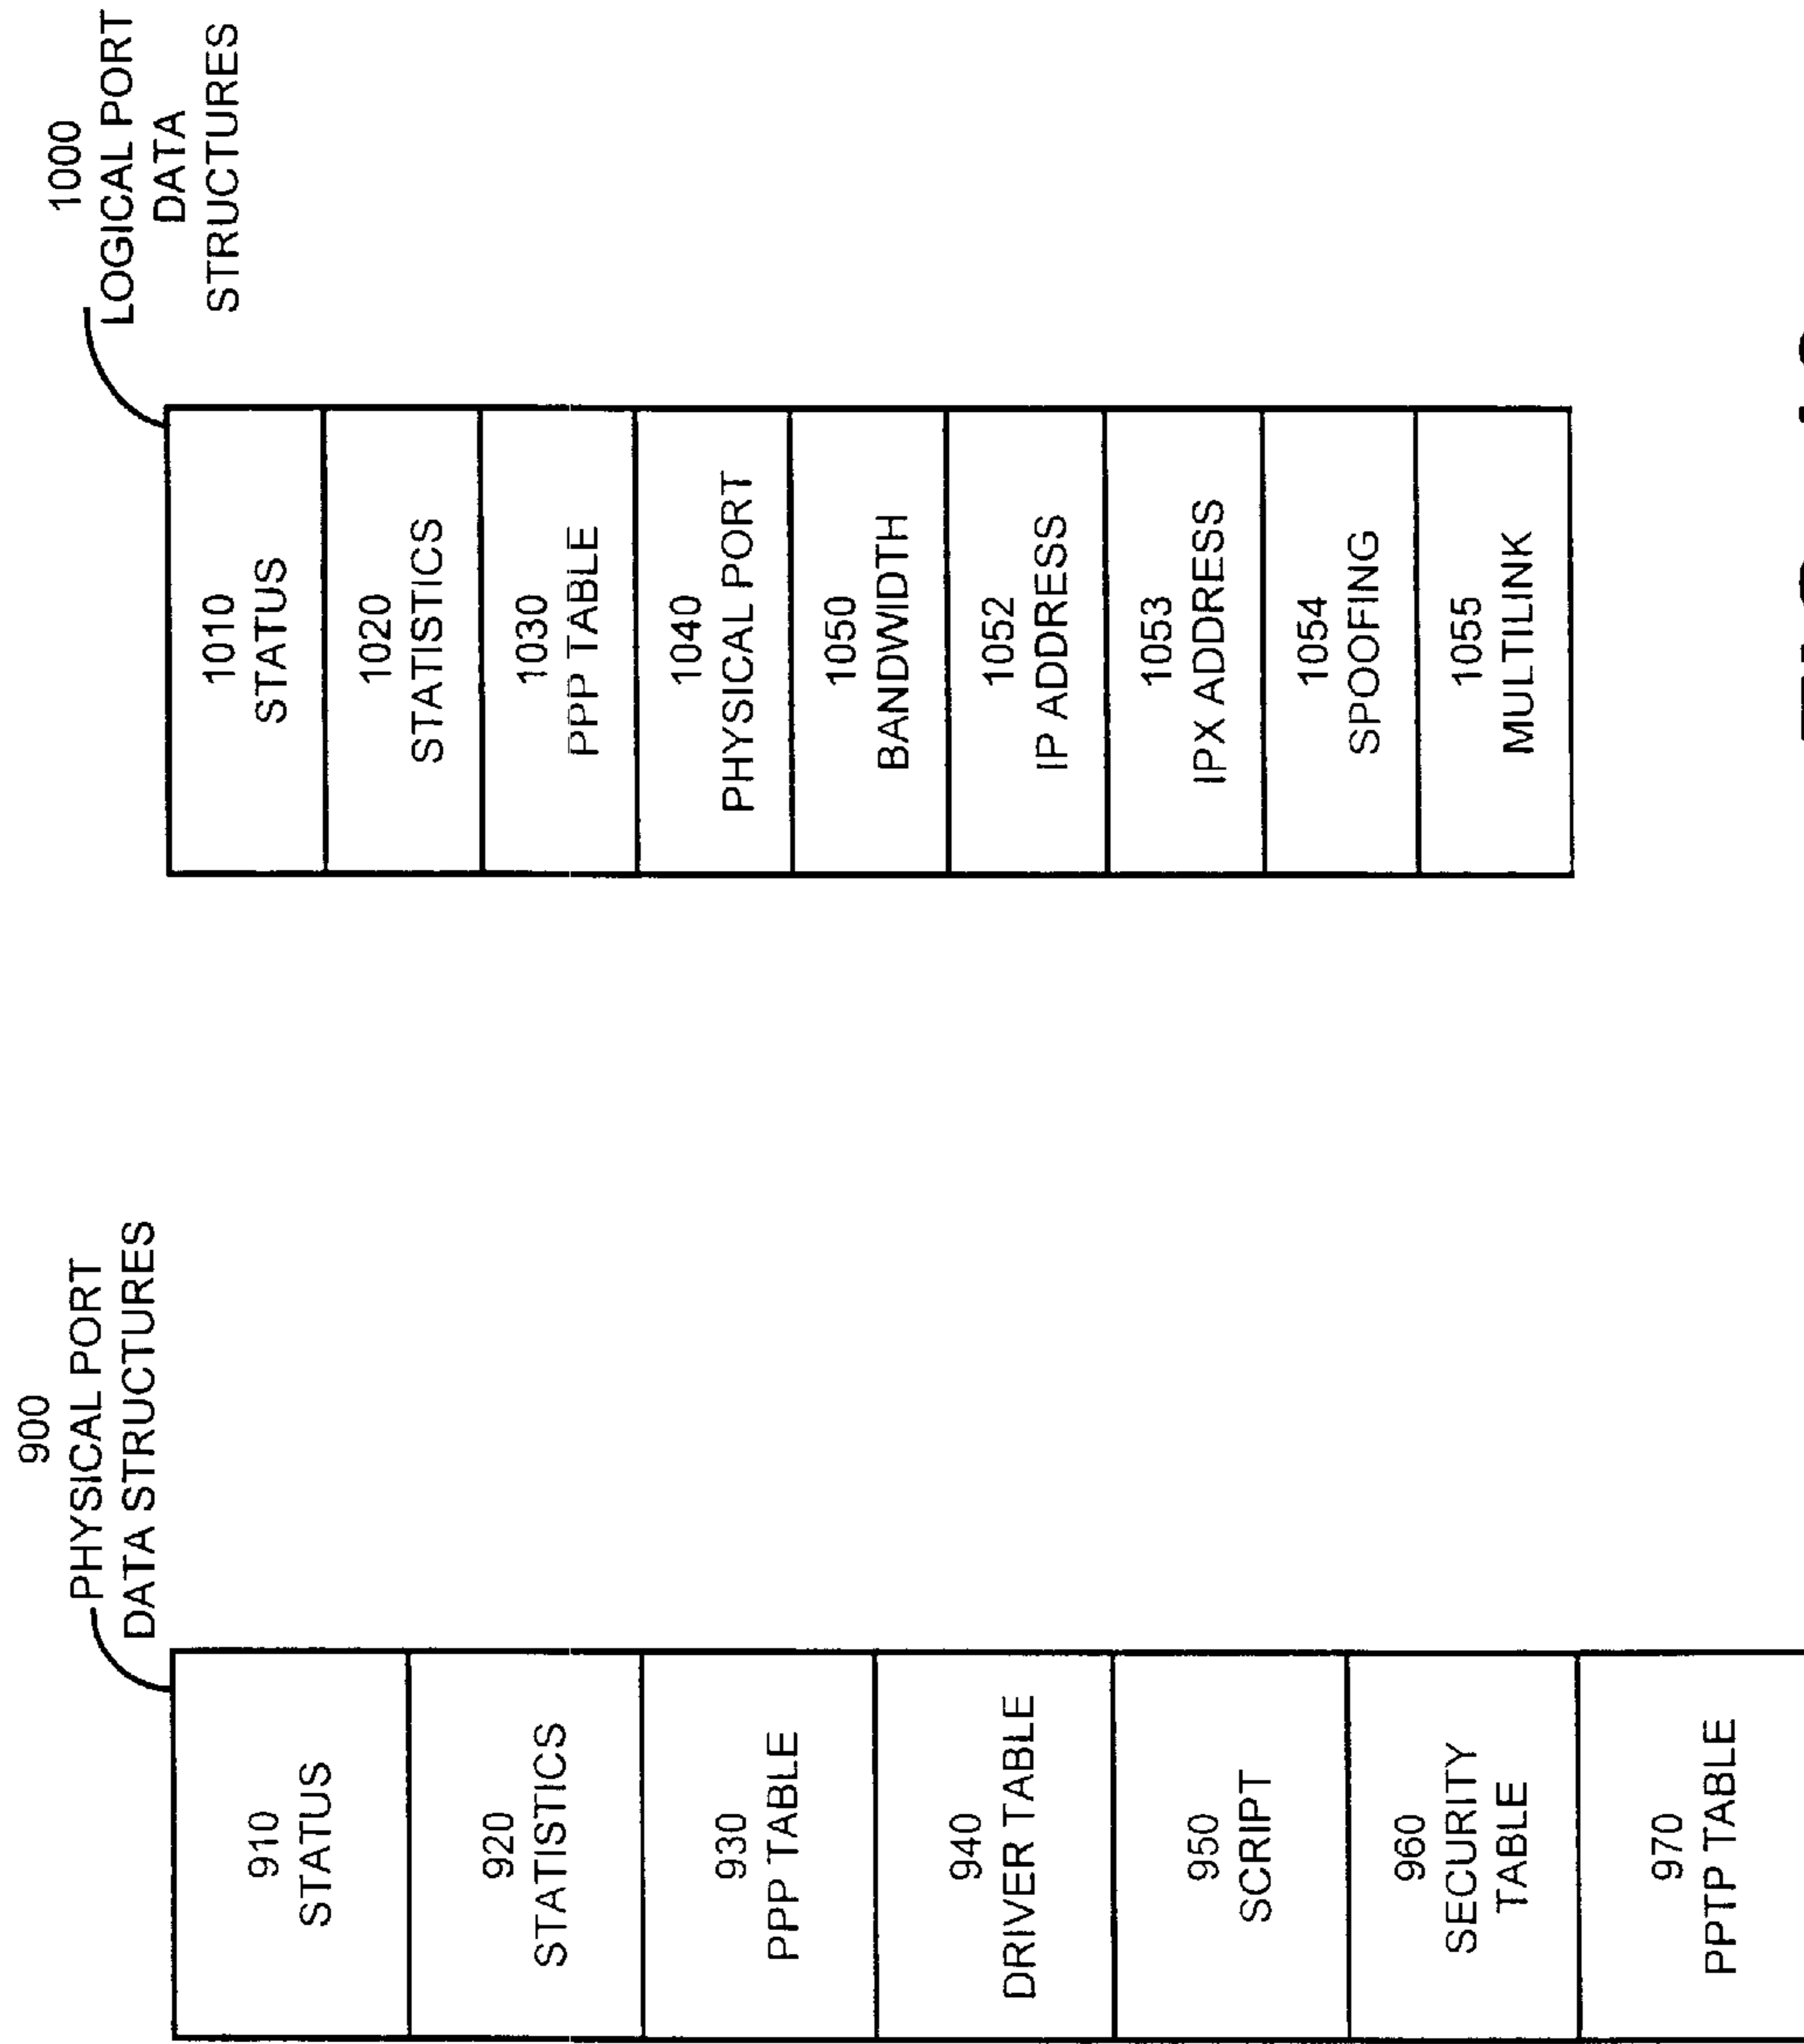 900
PHYSICAL PORT
DATA STRUCTURES
910
STATUS
920
STATISTICS
930
PPP TABLE
940
DRIVER TABLE
950
SCRIPT
960
SECURITY
TABLE
970
PPTP TABLE
1000
LOGICAL PORT
DATA
STRUCTURES
1010
STATUS
1020
STATISTICS
1030
PPP TABLE
1040
PHYSICAL PORT
1050
BANDWIDTH
1052
IP ADDRESS
1053
IPX ADDRESS
1054
SPOOFING
1055
MULTILINK